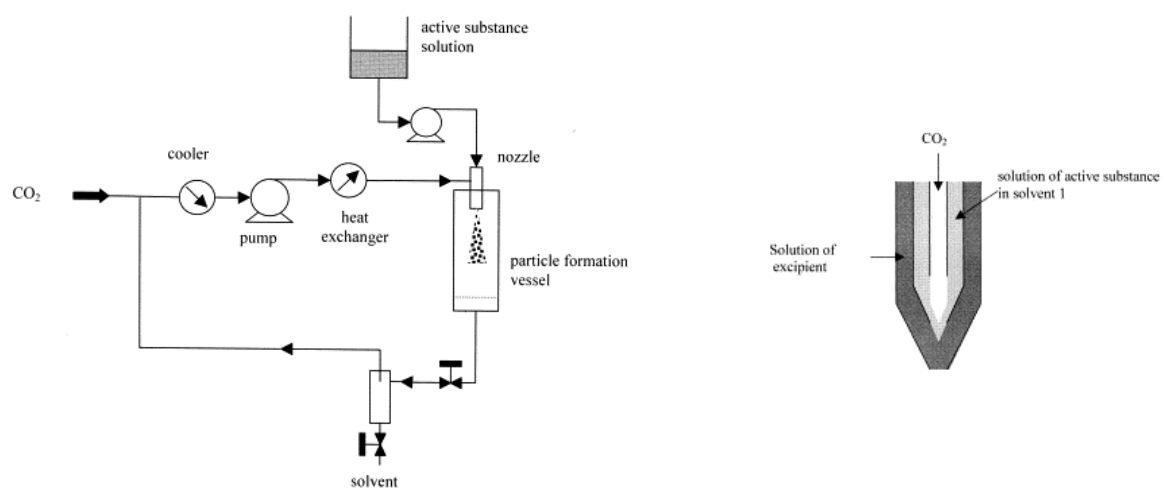 active substance
solution
nozzle
cooler
CO₂
pump
heat
exchanger
particle formation
vessel
solvent
CO₂
solution of active substance
in solvent 1
Solution of
excipient